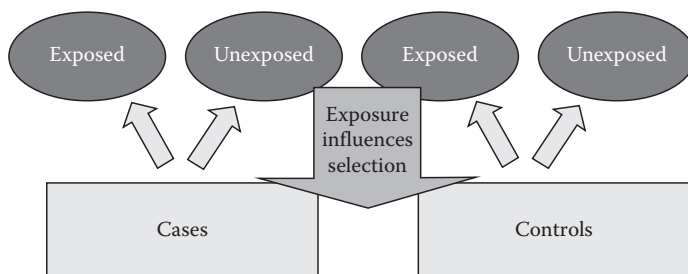 Exposed
Unexposed
Exposed
Unexposed
Exposure
influences
selection
Cases
Controls